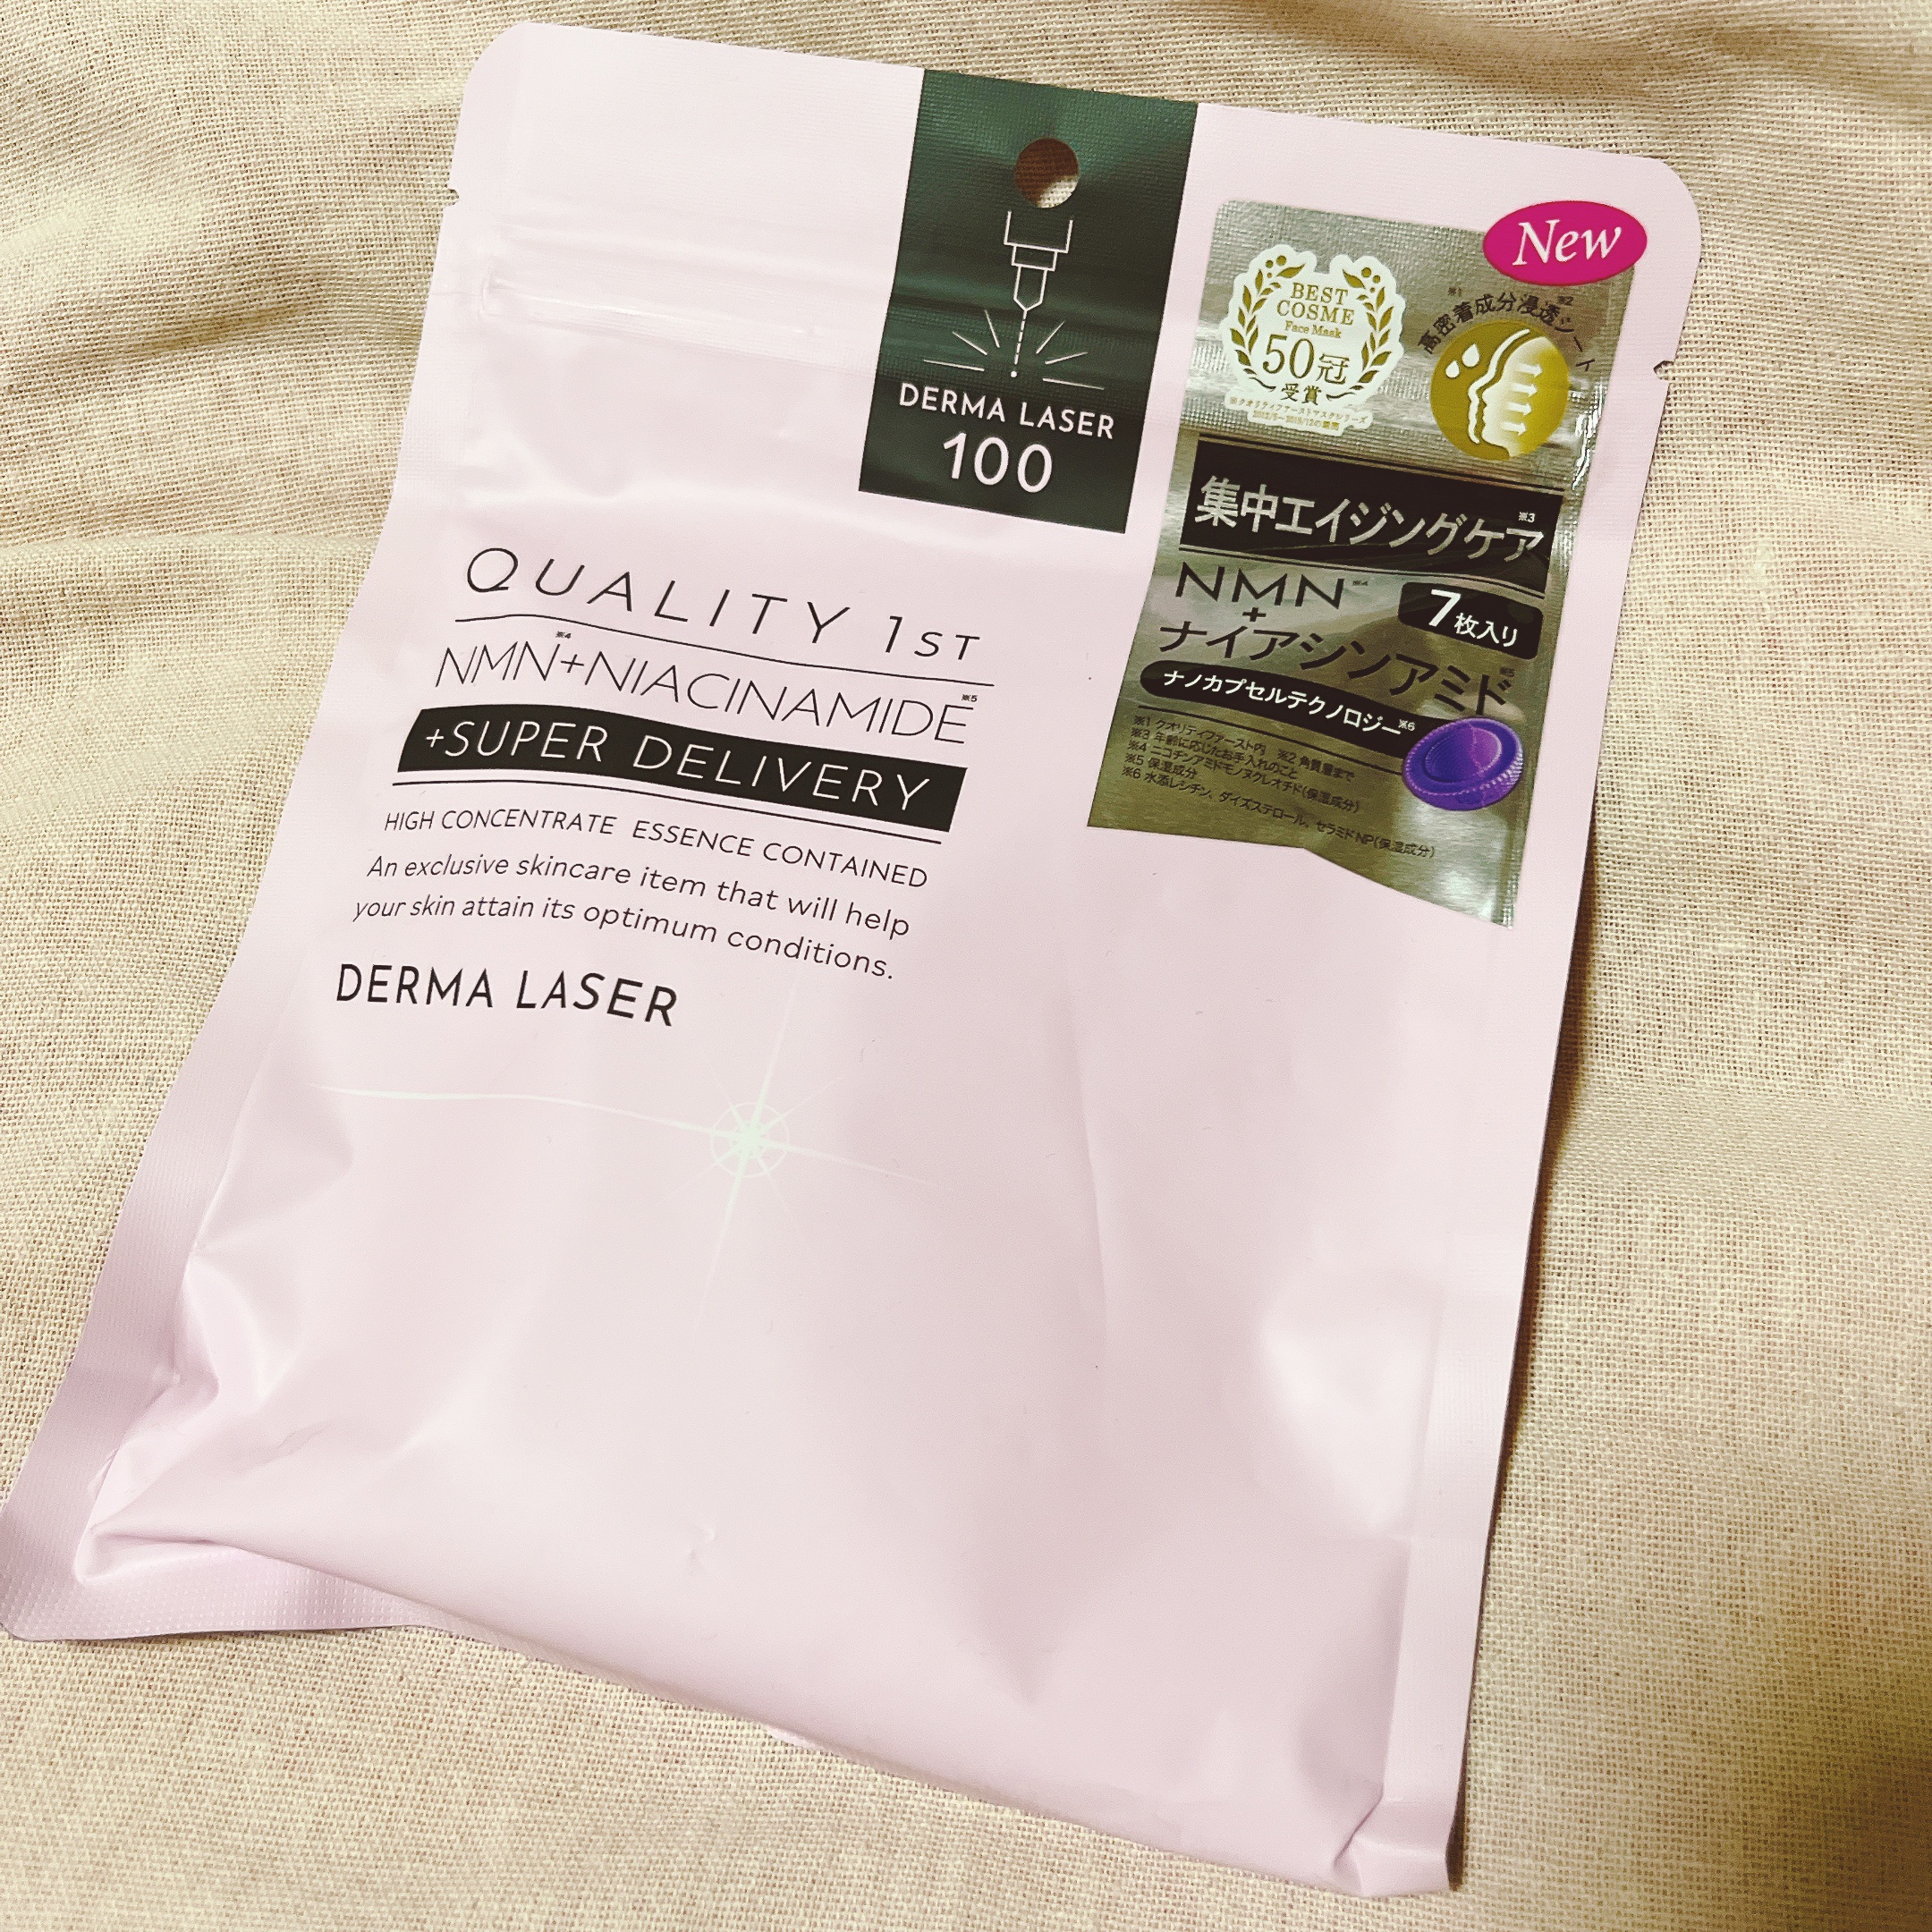 DERMA LASER
100
QUALITY 1ST
NMN※4+NIACINAMIDE※5
+SUPER DELIVERY
HIGH CONCENTRATE ESSENCE CONTAINED
An exclusive skincare item that will help
your skin attain its optimum conditions.
DERMA LASER
New
BEST
COSME
Face Mask
50冠
受賞
※1 ※2
高密着成分浸透シート
集中エイジングケア※3
NMN※4
+
ナイアシンアミド※5
7枚入り
ナノカプセルテクノロジー※6
※1 クオリティファースト内 ※2 角質層まで
※3 年齢に応じたお手入れのこと
※4 ニコチンアミドモノヌクレオチド(保湿成分)
※5 保湿成分
※6 水添レシチン、ダイズステロール、セラミドNP(保湿成分)